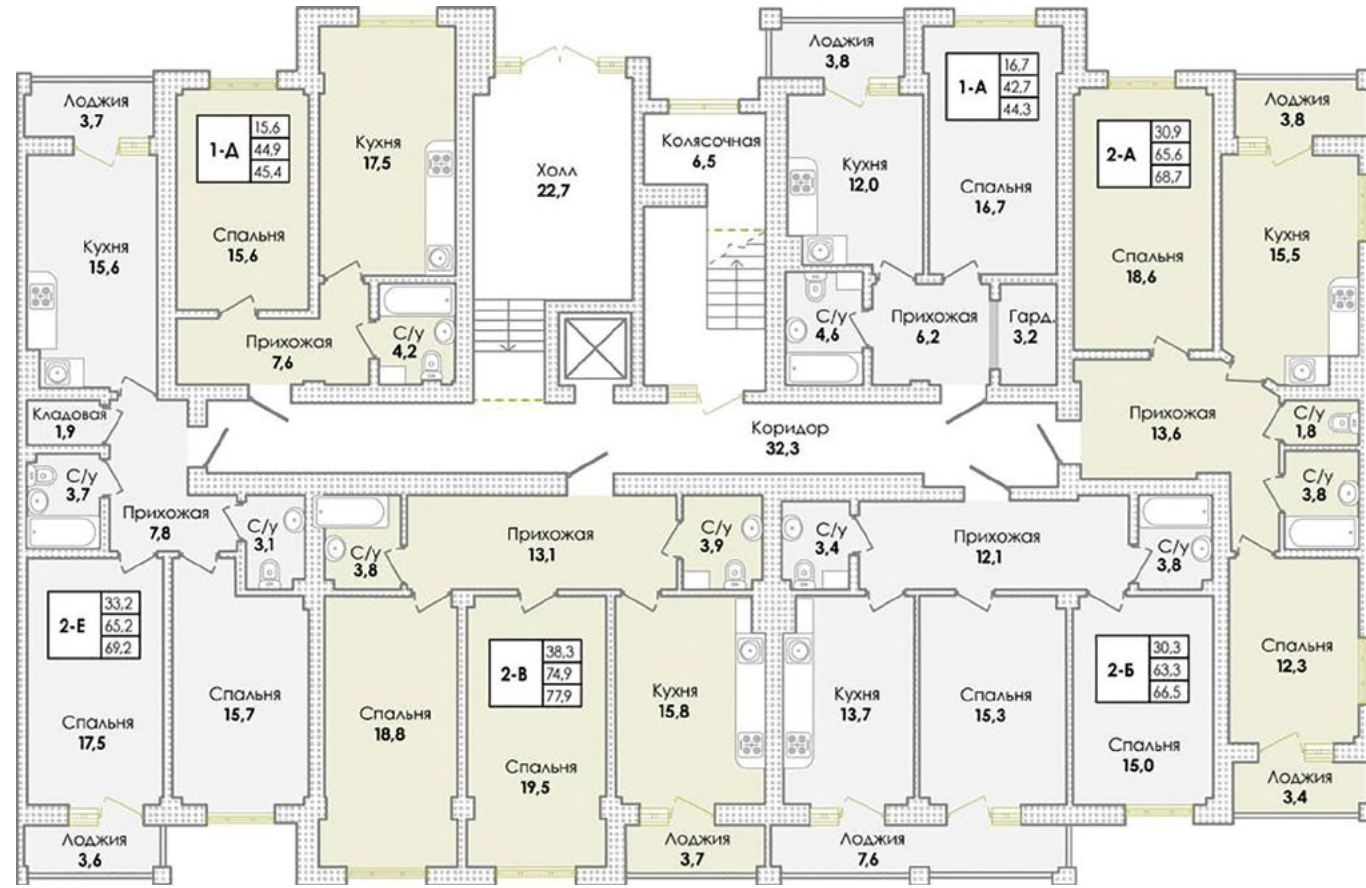 Лоджия
3,7
1-Д
15,6
44,9
45,4
Спальня
15,6
Кухня
17,5
Холл
22,7
Колясочная
6,5
Лоджия
3,8
1-А
16,7
42,7
44,3
Кухня
12,0
Спальня
16,7
2-А
30,9
65,6
68,7
Спальня
18,6
Лоджия
3,8
Кухня
15,5
Кухня
15,6
Прихожая
7,6
С/у
4,2
С/у
4,6
Прихожая
6,2
Гард.
3,2
Кладовая
1,9
Коридор
32,3
Прихожая
13,6
С/у
1,8
С/у
3,7
Прихожая
7,8
С/у
3,1
С/у
3,8
Прихожая
13,1
С/у
3,9
С/у
3,4
Прихожая
12,1
С/у
3,8
С/у
3,8
2-Е
33,2
65,2
69,2
Спальня
17,5
Спальня
15,7
Спальня
18,8
2-В
38,3
74,9
77,9
Спальня
19,5
Кухня
15,8
Кухня
13,7
Спальня
15,3
2-Б
30,3
63,3
66,5
Спальня
15,0
Спальня
12,3
Лоджия
3,6
Лоджия
3,7
Лоджия
7,6
Лоджия
3,4